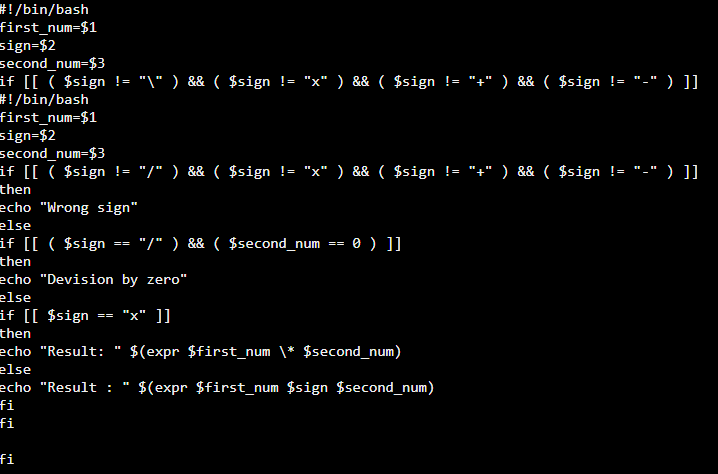 #!/bin/bash
first_num=$1
sign=$2
second_num=$3
if [[ ( $sign != "\" ) && ( $sign != "x" ) && ( $sign != "+" ) && ( $sign != "-" ) ]]
#!/bin/bash
first_num=$1
sign=$2
second_num=$3
if [[ ( $sign != "/" ) && ( $sign != "x" ) && ( $sign != "+" ) && ( $sign != "-" ) ]]
then
echo "Wrong sign"
else
if [[ ( $sign == "/" ) && ( $second_num == 0 ) ]]
then
echo "Devision by zero"
else
if [[ $sign == "x" ]]
then
echo "Result: " $(expr $first_num \* $second_num)
else
echo "Result : " $(expr $first_num $sign $second_num)
fi
fi

fi